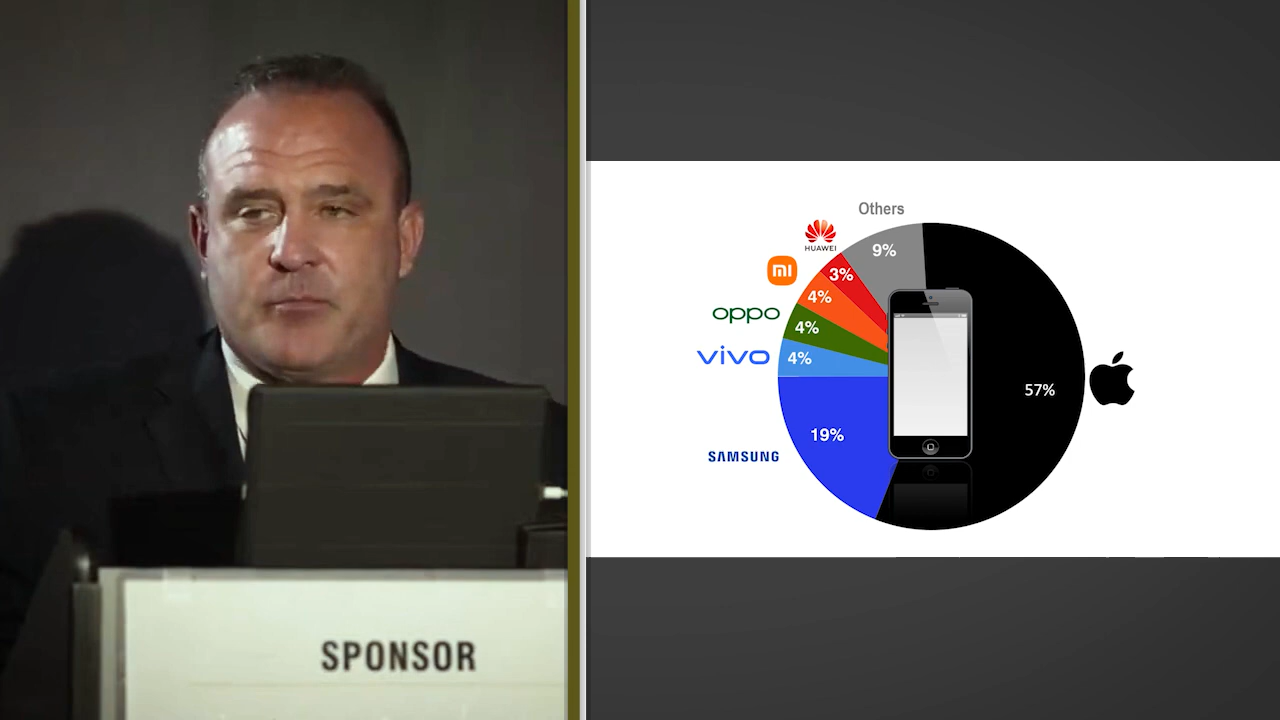 SPONSOR
Others
HUAWEI
9%
3%
mi
4%
oppo
4%
vivo
4%
57%
19%
SAMSUNG